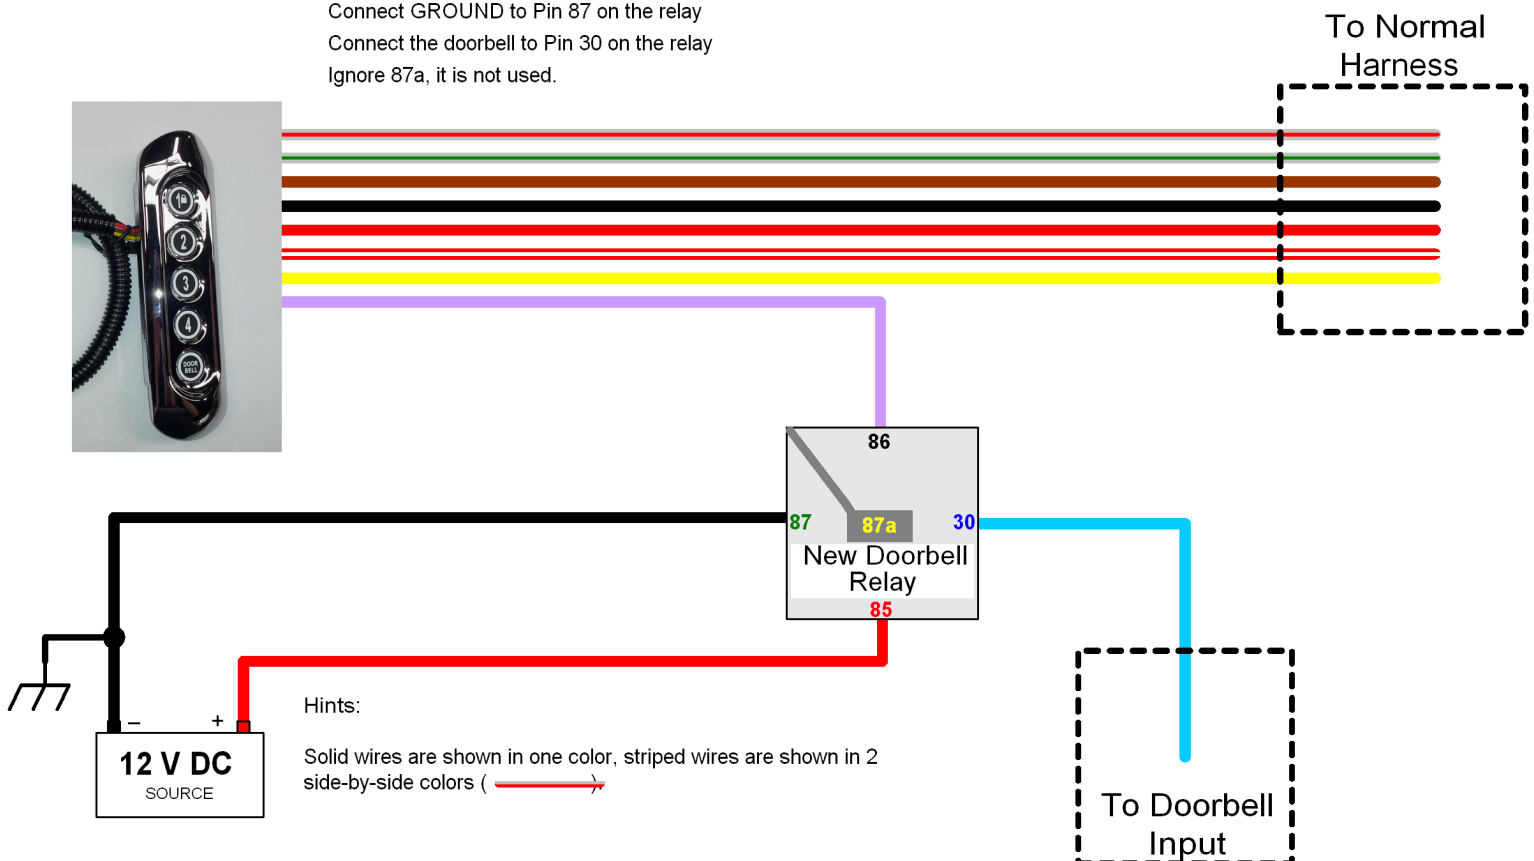 Connect GROUND to Pin 87 on the relay
Connect the doorbell to Pin 30 on the relay
Ignore 87a, it is not used.
To Normal
Harness
1
2
3
4
DOOR
BELL
86
87
87a
30
New Doorbell
Relay
85
– +
12 V DC
SOURCE
Hints:
Solid wires are shown in one color, striped wires are shown in 2
side-by-side colors ( ).
To Doorbell
Input